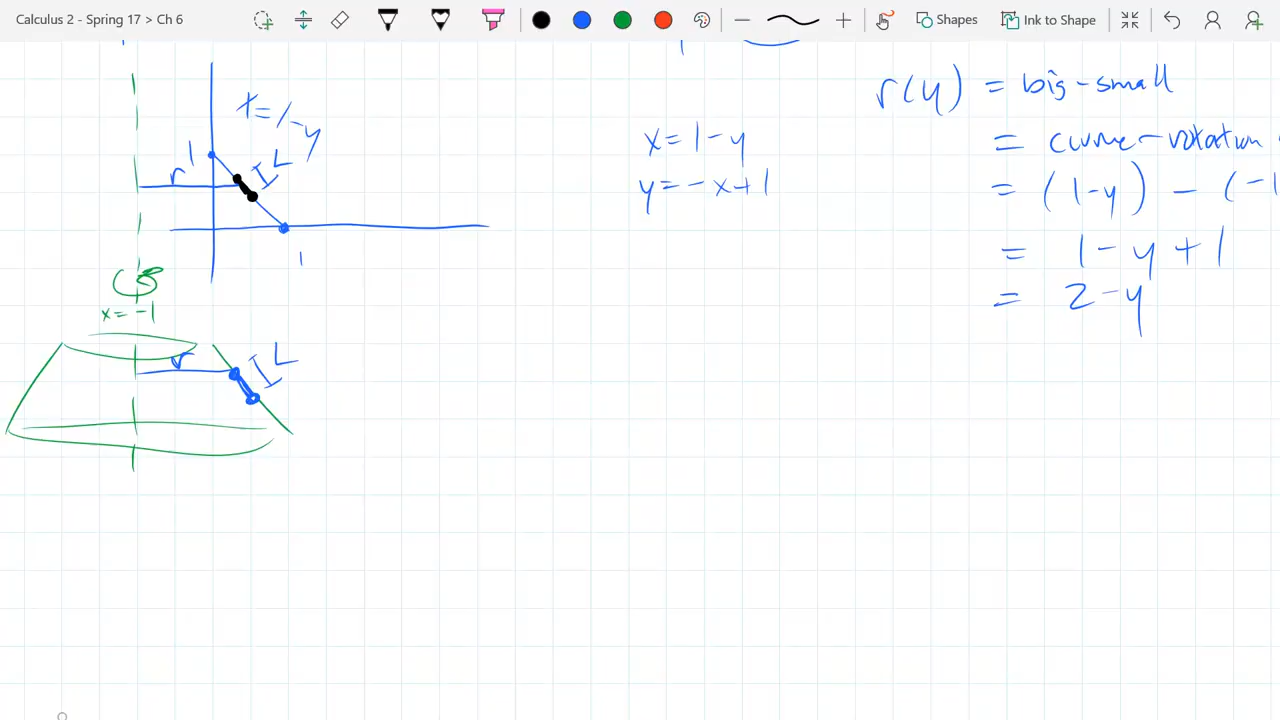 Calculus 2 - Spring 17 > Ch 6
Shapes
Ink to Shape
x = 1 - y
1
r
L
1
x = -1
r
L
x = 1 - y
y = -x + 1
r(y) = big - small
= curve - rotation
= (1 - y) - (-1
= 1 - y + 1
= 2 - y